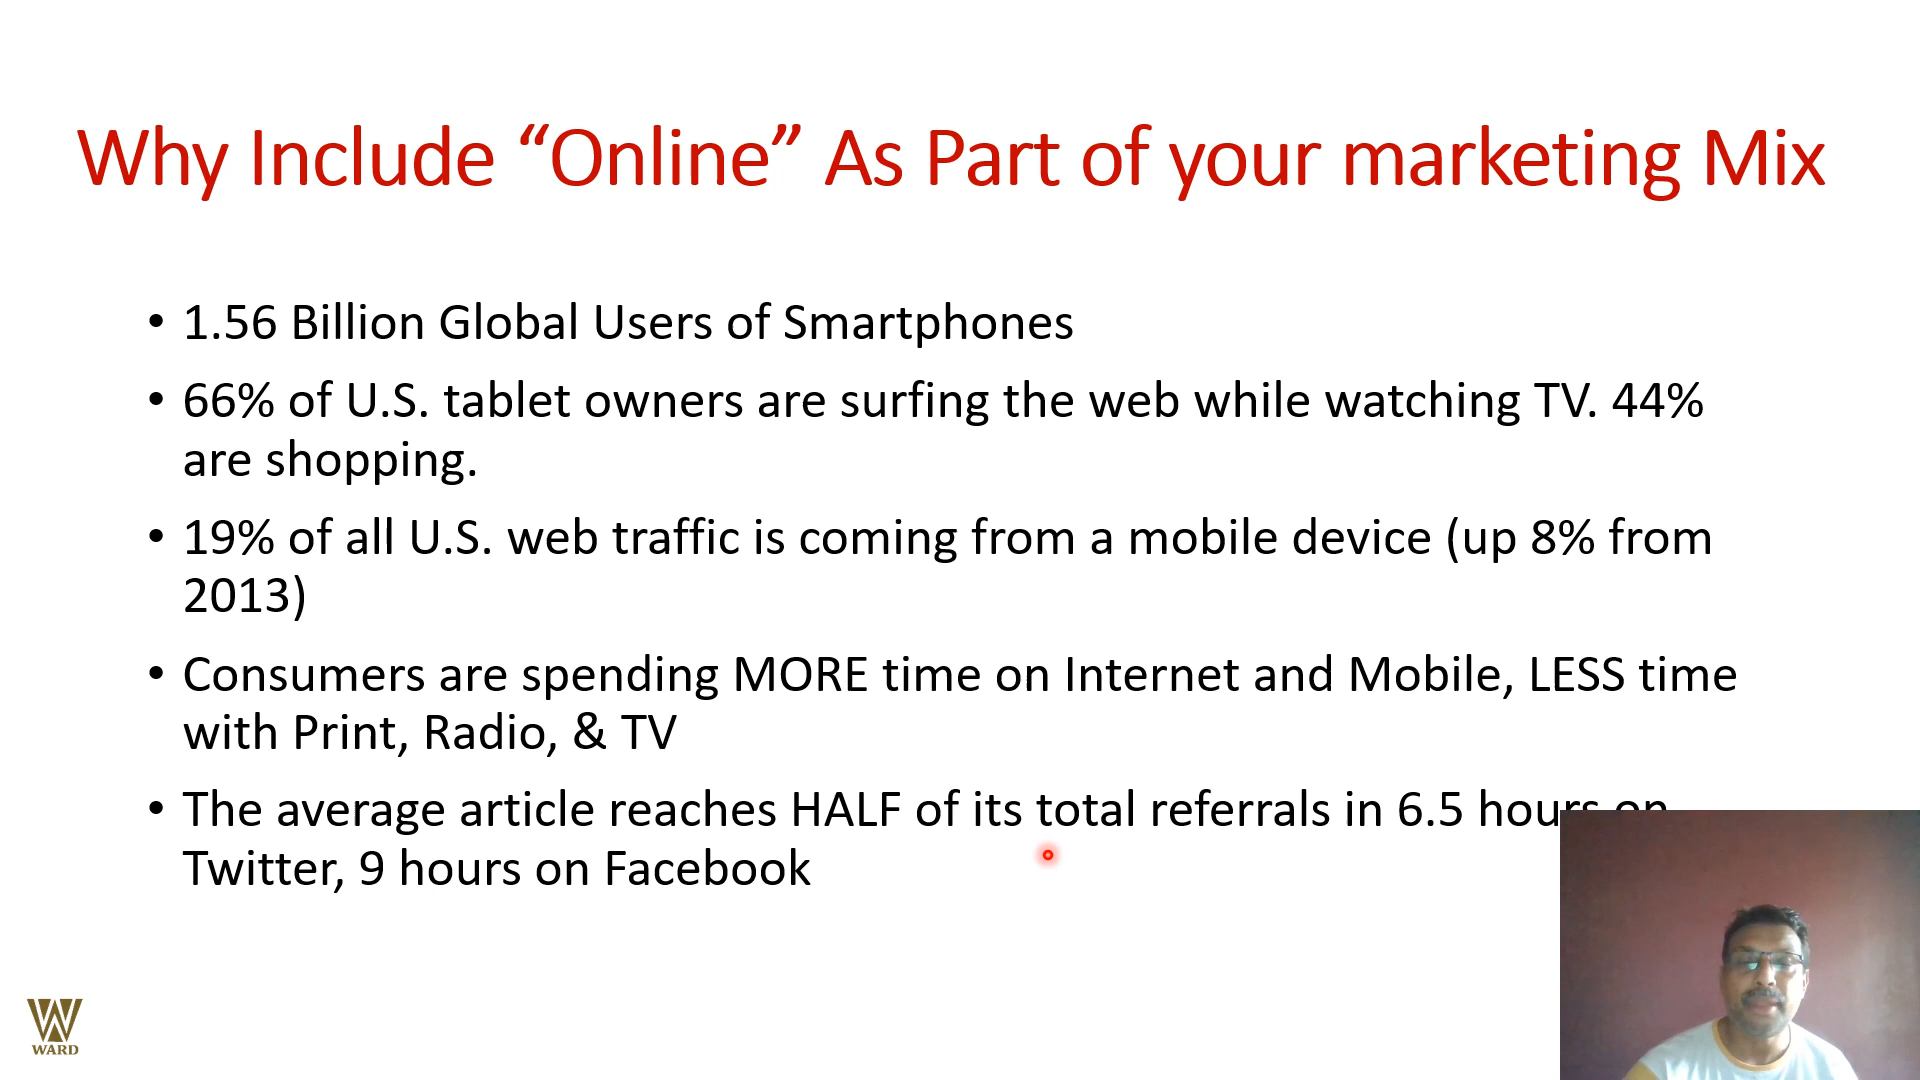 Why Include “Online” As Part of your marketing Mix
• 1.56 Billion Global Users of Smartphones
• 66% of U.S. tablet owners are surfing the web while watching TV. 44%
are shopping.
• 19% of all U.S. web traffic is coming from a mobile device (up 8% from
2013)
• Consumers are spending MORE time on Internet and Mobile, LESS time
with Print, Radio, & TV
• The average article reaches HALF of its total referrals in 6.5 hours on
Twitter, 9 hours on Facebook
WARD